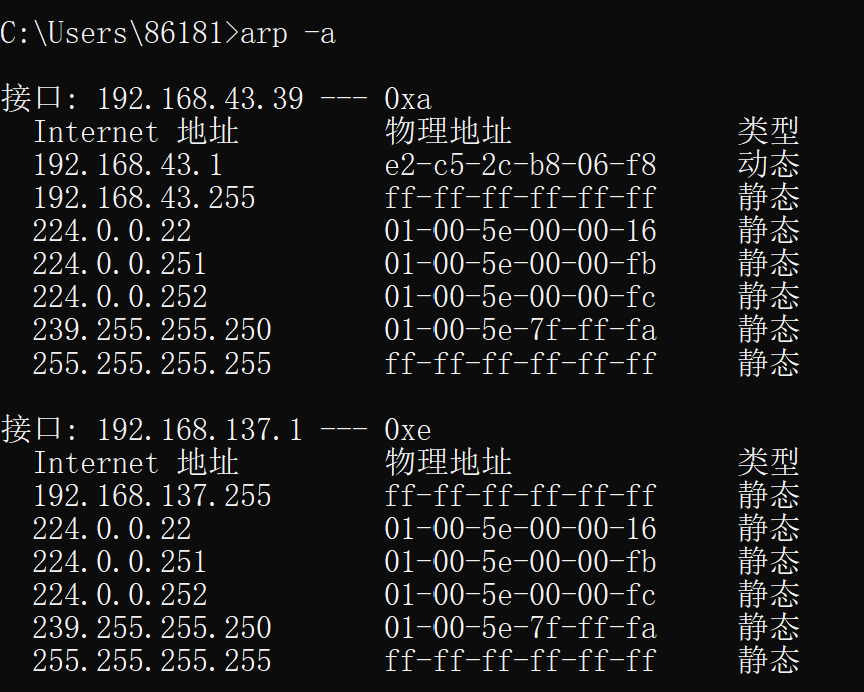 C:\Users\86181>arp -a
接口: 192.168.43.39 --- 0xa
Internet 地址 物理地址 类型
192.168.43.1 e2-c5-2c-b8-06-f8 动态
192.168.43.255 ff-ff-ff-ff-ff-ff 静态
224.0.0.22 01-00-5e-00-00-16 静态
224.0.0.251 01-00-5e-00-00-fb 静态
224.0.0.252 01-00-5e-00-00-fc 静态
239.255.255.250 01-00-5e-7f-ff-fa 静态
255.255.255.255 ff-ff-ff-ff-ff-ff 静态
接口: 192.168.137.1 --- 0xe
Internet 地址 物理地址 类型
192.168.137.255 ff-ff-ff-ff-ff-ff 静态
224.0.0.22 01-00-5e-00-00-16 静态
224.0.0.251 01-00-5e-00-00-fb 静态
224.0.0.252 01-00-5e-00-00-fc 静态
239.255.255.250 01-00-5e-7f-ff-fa 静态
255.255.255.255 ff-ff-ff-ff-ff-ff 静态